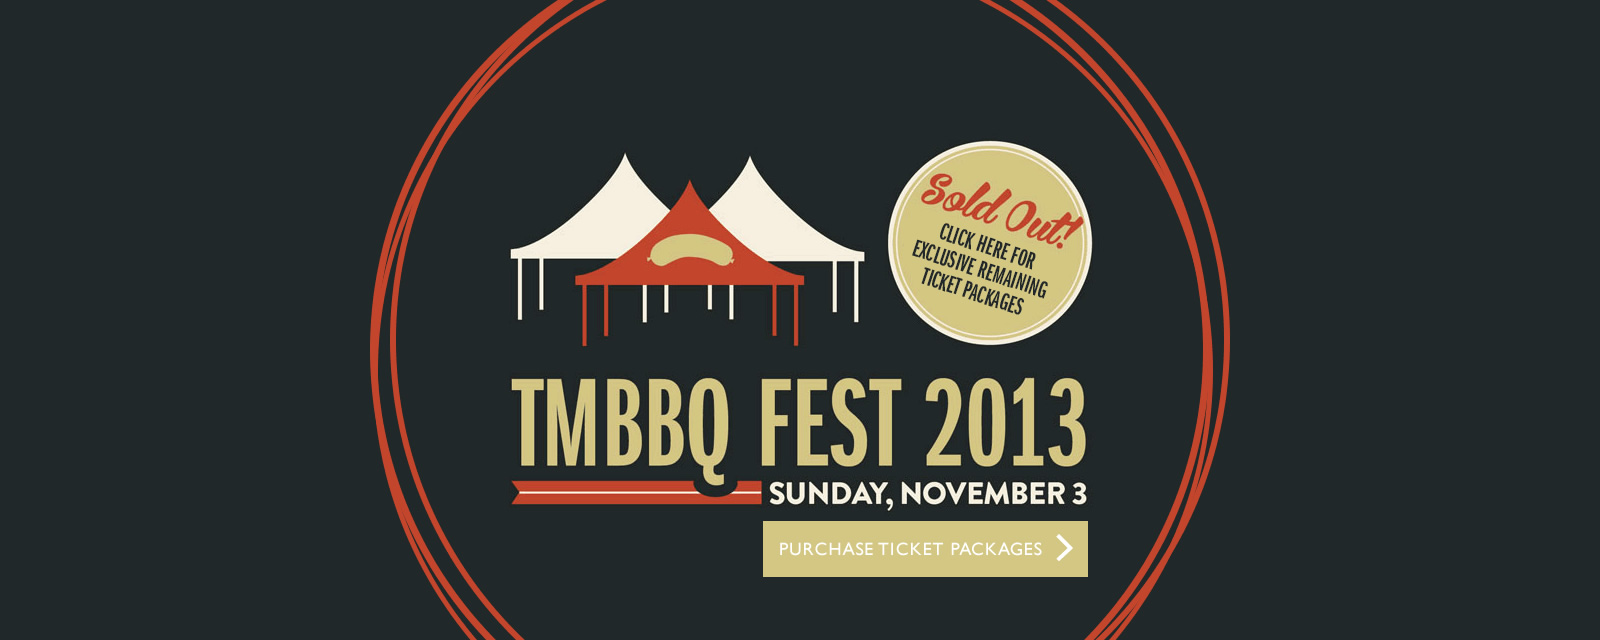 Sold Out!
CLICK HERE FOR
EXCLUSIVE REMAINING
TICKET PACKAGES
TMBBQ FEST 2013
SUNDAY, NOVEMBER 3
PURCHASE TICKET PACKAGES